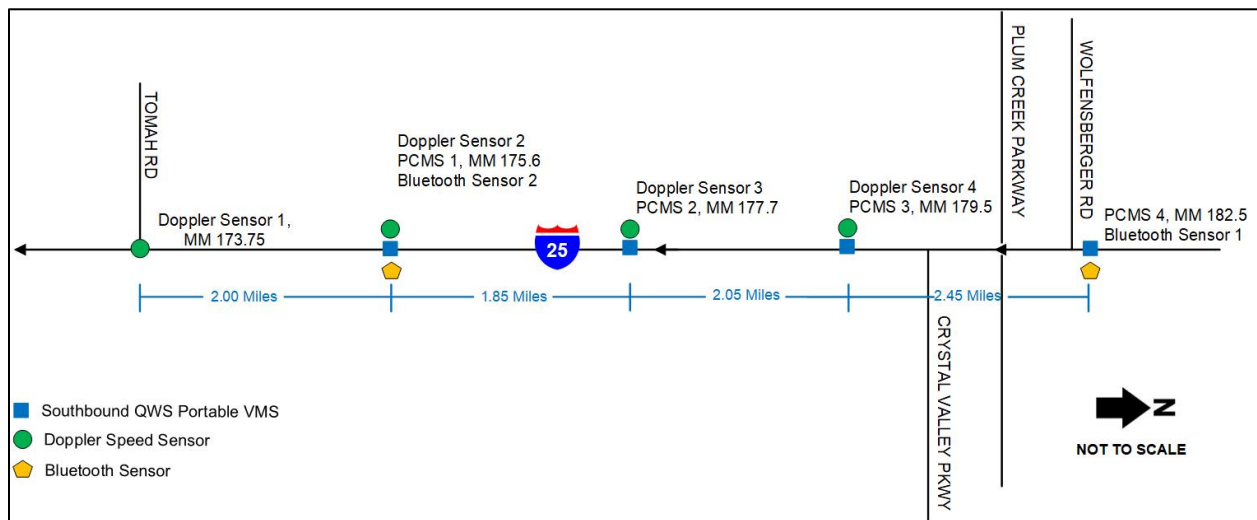 TOMAH RD
Doppler Sensor 1,
MM 173.75
Doppler Sensor 2
PCMS 1, MM 175.6
Bluetooth Sensor 2
25
Doppler Sensor 3
PCMS 2, MM 177.7
Doppler Sensor 4
PCMS 3, MM 179.5
PLUM CREEK PARKWAY
WOLFENSBERGER RD
PCMS 4, MM 182.5
Bluetooth Sensor 1
2.00 Miles
1.85 Miles
2.05 Miles
2.45 Miles
CRYSTAL VALLEY PKWY
Southbound QWS Portable VMS
Doppler Speed Sensor
Bluetooth Sensor
N
NOT TO SCALE